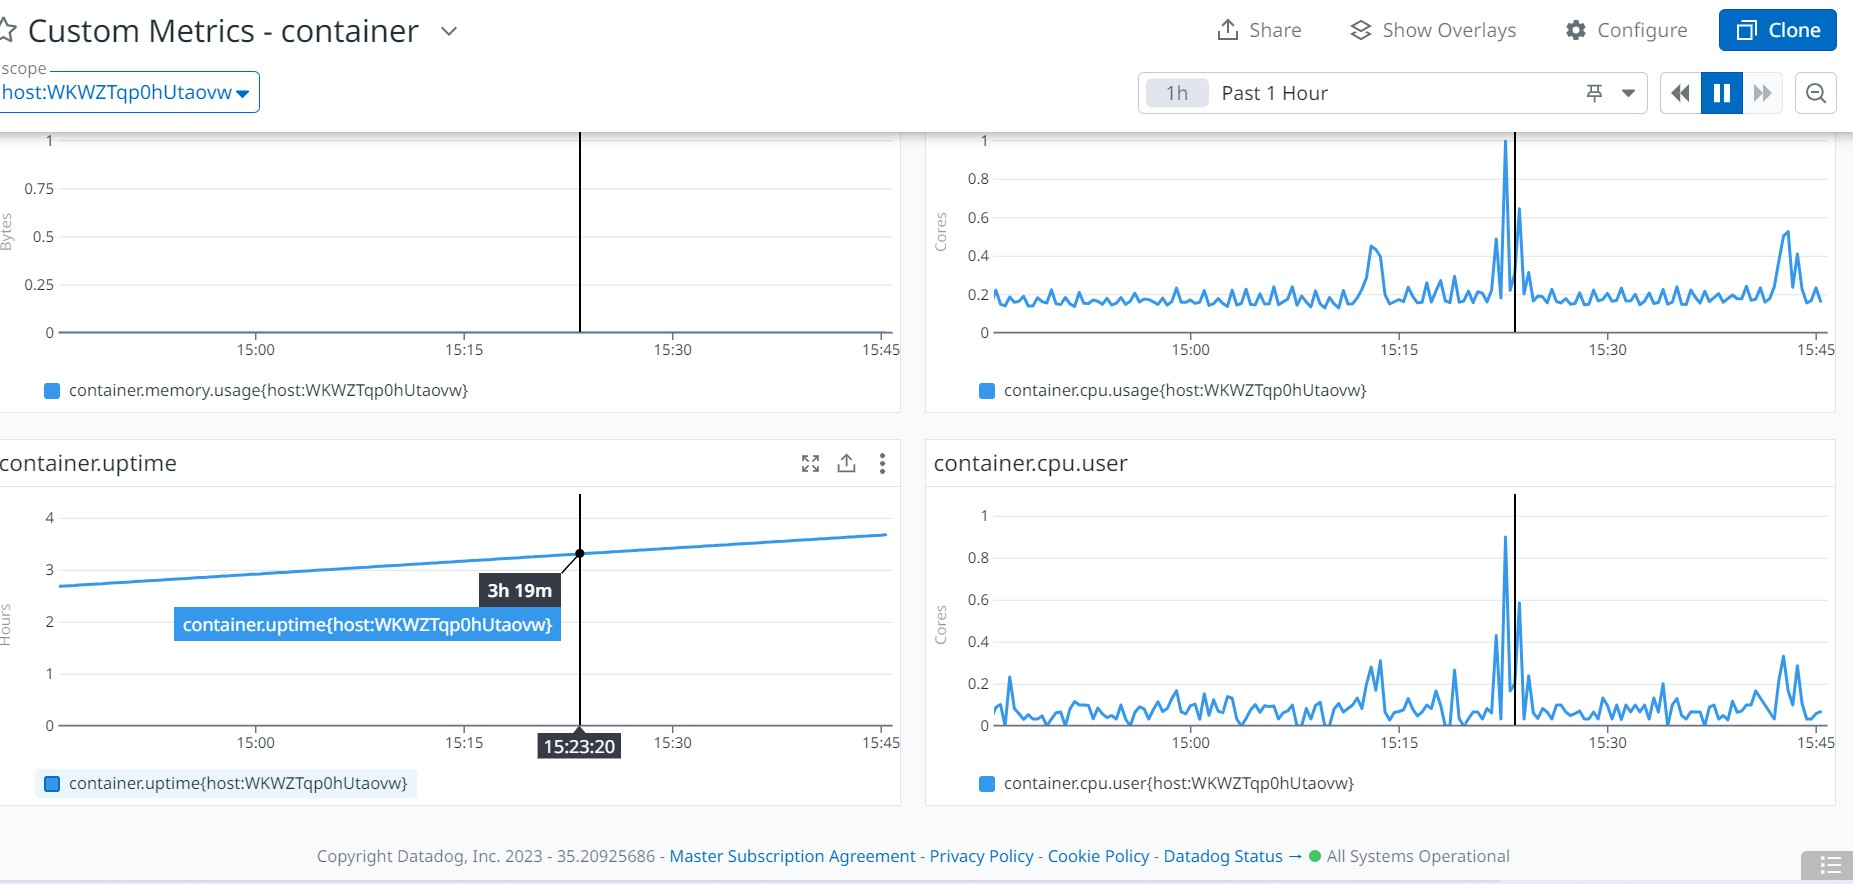 Custom Metrics - container
Share
Show Overlays
Configure
Clone
scope
host:WKWZTqp0hUtaovw
1h
Past 1 Hour
1
0.75
0.5
0.25
0
Bytes
15:00
15:15
15:30
15:45
container.memory.usage{host:WKWZTqp0hUtaovw}
1
0.8
0.6
0.4
0.2
0
Cores
15:00
15:15
15:30
15:45
container.cpu.usage{host:WKWZTqp0hUtaovw}
container.uptime
4
3
2
1
0
Hours
3h 19m
container.uptime{host:WKWZTqp0hUtaovw}
15:00
15:15
15:23:20
15:30
15:45
container.uptime{host:WKWZTqp0hUtaovw}
container.cpu.user
1
0.8
0.6
0.4
0.2
0
Cores
15:00
15:15
15:30
15:45
container.cpu.user{host:WKWZTqp0hUtaovw}
Copyright Datadog, Inc. 2023 - 35.20925686 - Master Subscription Agreement - Privacy Policy - Cookie Policy - Datadog Status → All Systems Operational